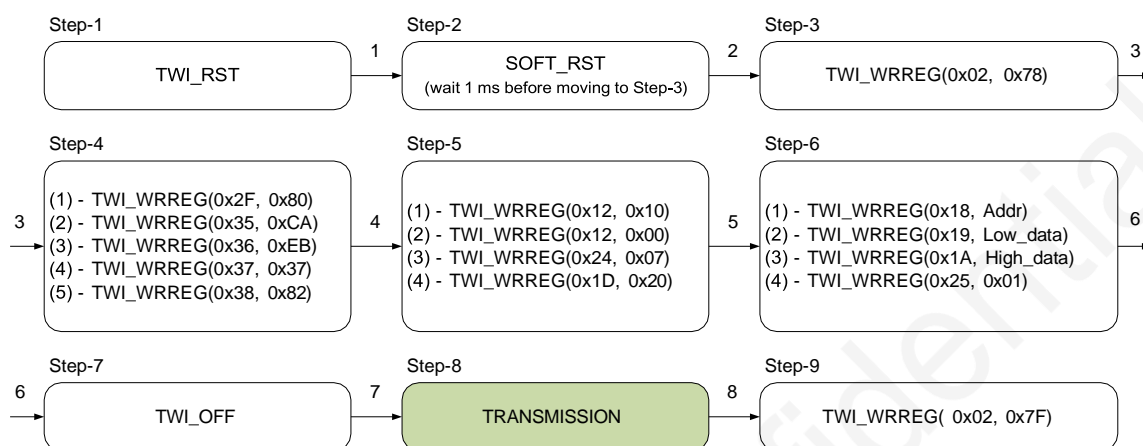 Step-1
TWI_RST
1
Step-2
SOFT_RST
(wait 1 ms before moving to Step-3)
2
Step-3
TWI_WRREG(0x02, 0x78)
3
Step-4
3
(1) - TWI_WRREG(0x2F, 0x80)
(2) - TWI_WRREG(0x35, 0xCA)
(3) - TWI_WRREG(0x36, 0xEB)
(4) - TWI_WRREG(0x37, 0x37)
(5) - TWI_WRREG(0x38, 0x82)
4
Step-5
(1) - TWI_WRREG(0x12, 0x10)
(2) - TWI_WRREG(0x12, 0x00)
(3) - TWI_WRREG(0x24, 0x07)
(4) - TWI_WRREG(0x1D, 0x20)
5
Step-6
(1) - TWI_WRREG(0x18, Addr)
(2) - TWI_WRREG(0x19, Low_data)
(3) - TWI_WRREG(0x1A, High_data)
(4) - TWI_WRREG(0x25, 0x01)
6
Step-7
6
TWI_OFF
7
Step-8
TRANSMISSION
8
Step-9
TWI_WRREG( 0x02, 0x7F)